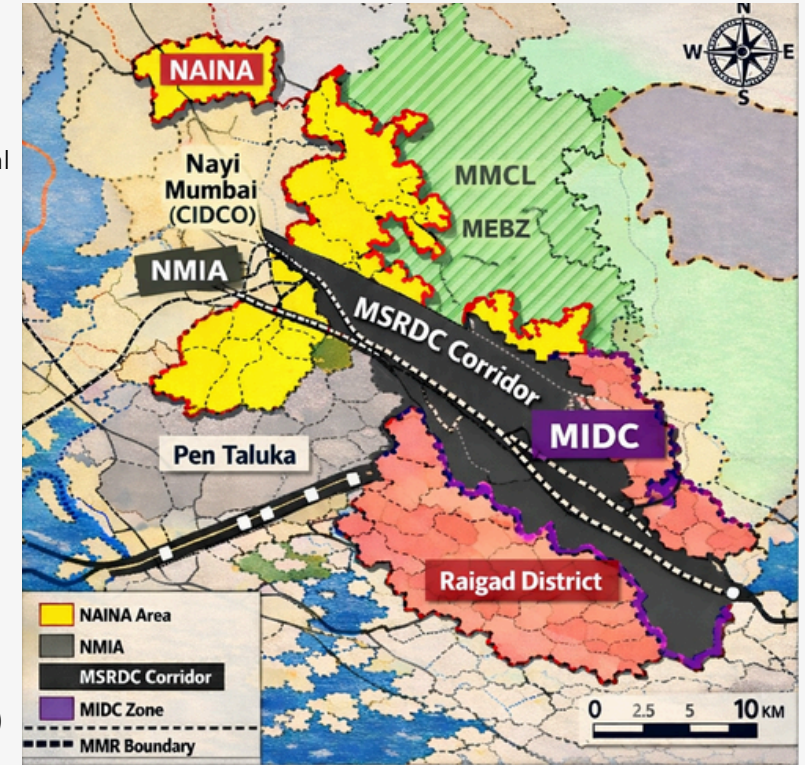 N
W E
S
NAINA
al
Nayi
Mumbai
(CIDCO)
MMCL
MEBZ
NMIA
MSRDC Corridor
MIDC
Pen Taluka
Raigad District
NAINA Area
NMIA
MSRDC Corridor
MIDC Zone
MMR Boundary
0 2.5 5 10 KM
)